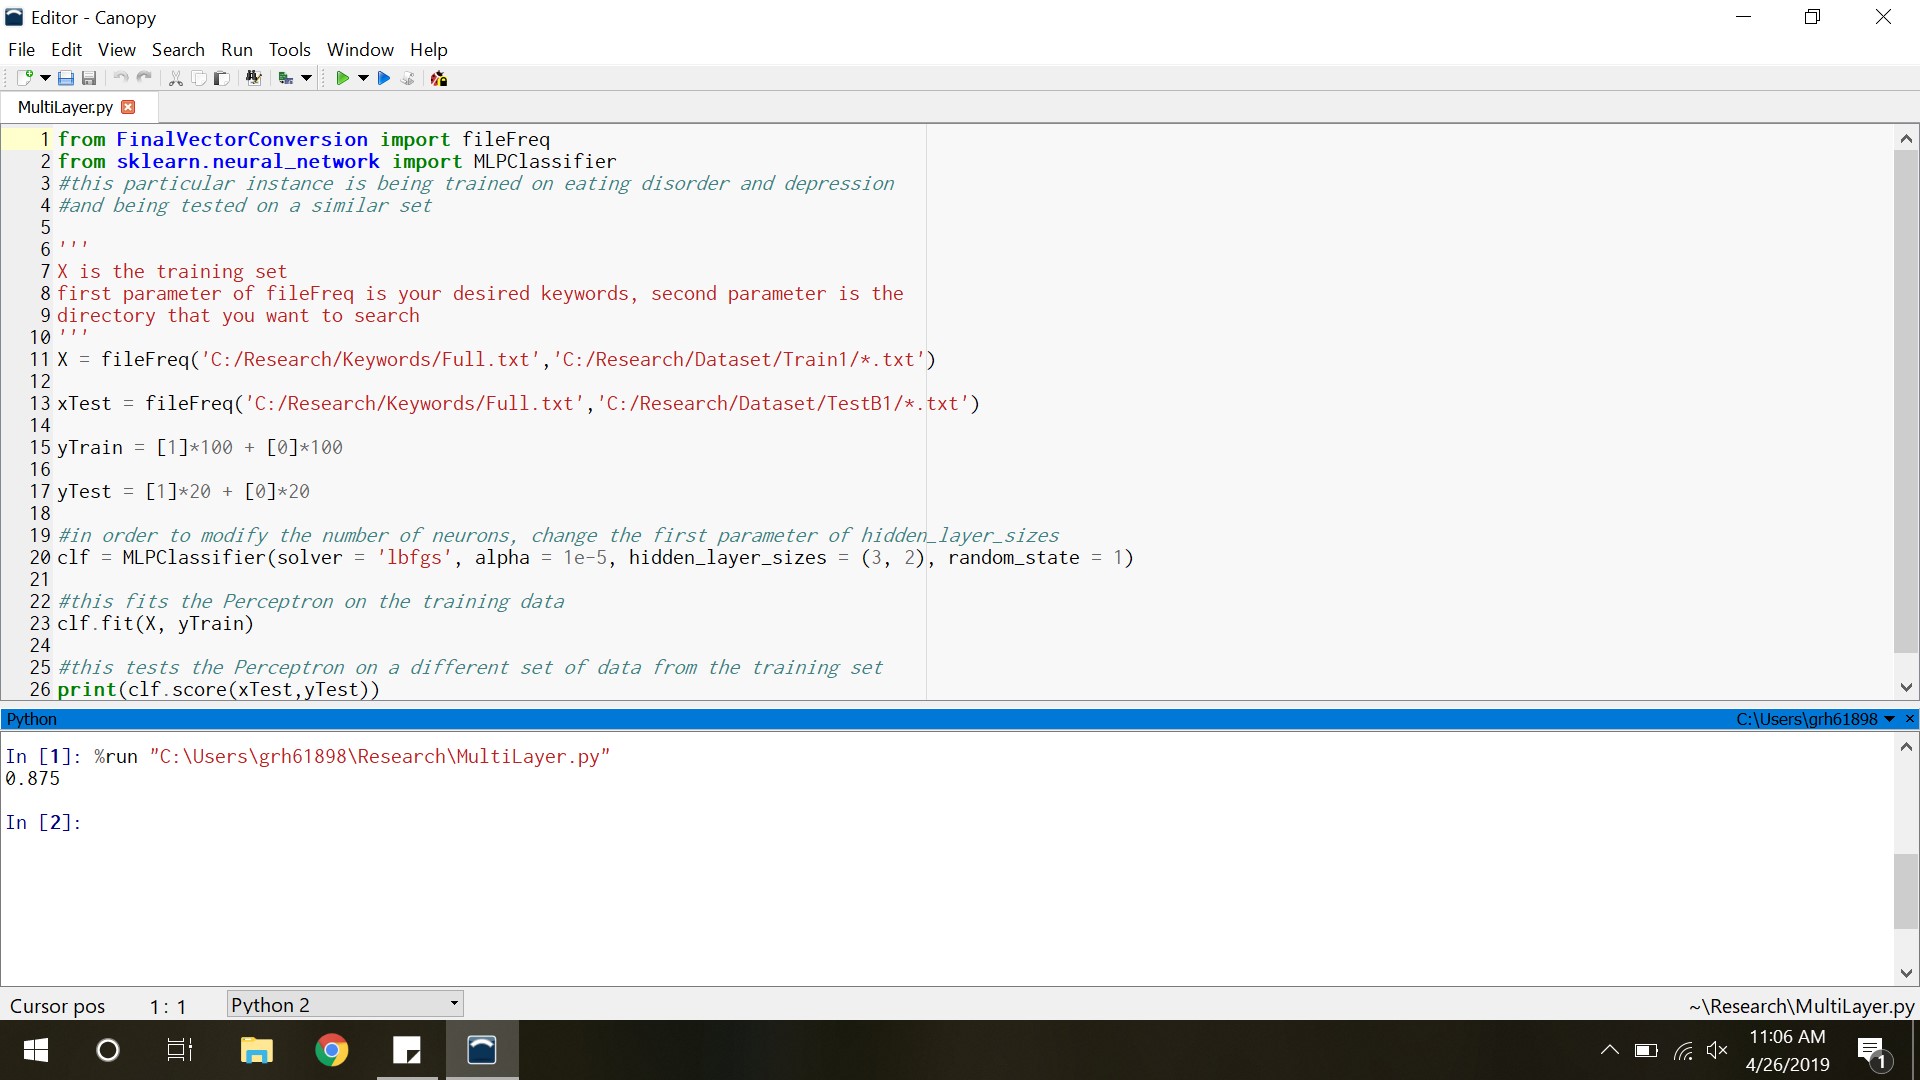 Editor - Canopy
File Edit View Search Run Tools Window Help
MultiLayer.py
1 from FinalVectorConversion import fileFreq
2 from sklearn.neural_network import MLPClassifier
3 #this particular instance is being trained on eating disorder and depression
4 #and being tested on a similar set
5
6 '''
7 X is the training set
8 first parameter of fileFreq is your desired keywords, second parameter is the
9 directory that you want to search
10 '''
11 X = fileFreq('C:/Research/Keywords/Full.txt','C:/Research/Dataset/Train1/*.txt')
12
13 xTest = fileFreq('C:/Research/Keywords/Full.txt','C:/Research/Dataset/TestB1/*.txt')
14
15 yTrain = [1]*100 + [0]*100
16
17 yTest = [1]*20 + [0]*20
18
19 #in order to modify the number of neurons, change the first parameter of hidden_layer_sizes
20 clf = MLPClassifier(solver = 'lbfgs', alpha = 1e-5, hidden_layer_sizes = (3, 2), random_state = 1)
21
22 #this fits the Perceptron on the training data
23 clf.fit(X, yTrain)
24
25 #this tests the Perceptron on a different set of data from the training set
26 print(clf.score(xTest,yTest))
Python C:\Users\grh61898
In [1]: %run "C:\Users\grh61898\Research\MultiLayer.py"
0.875
In [2]:
Cursor pos 1 : 1 Python 2 ~\Research\MultiLayer.py
11:06 AM
4/26/2019
1